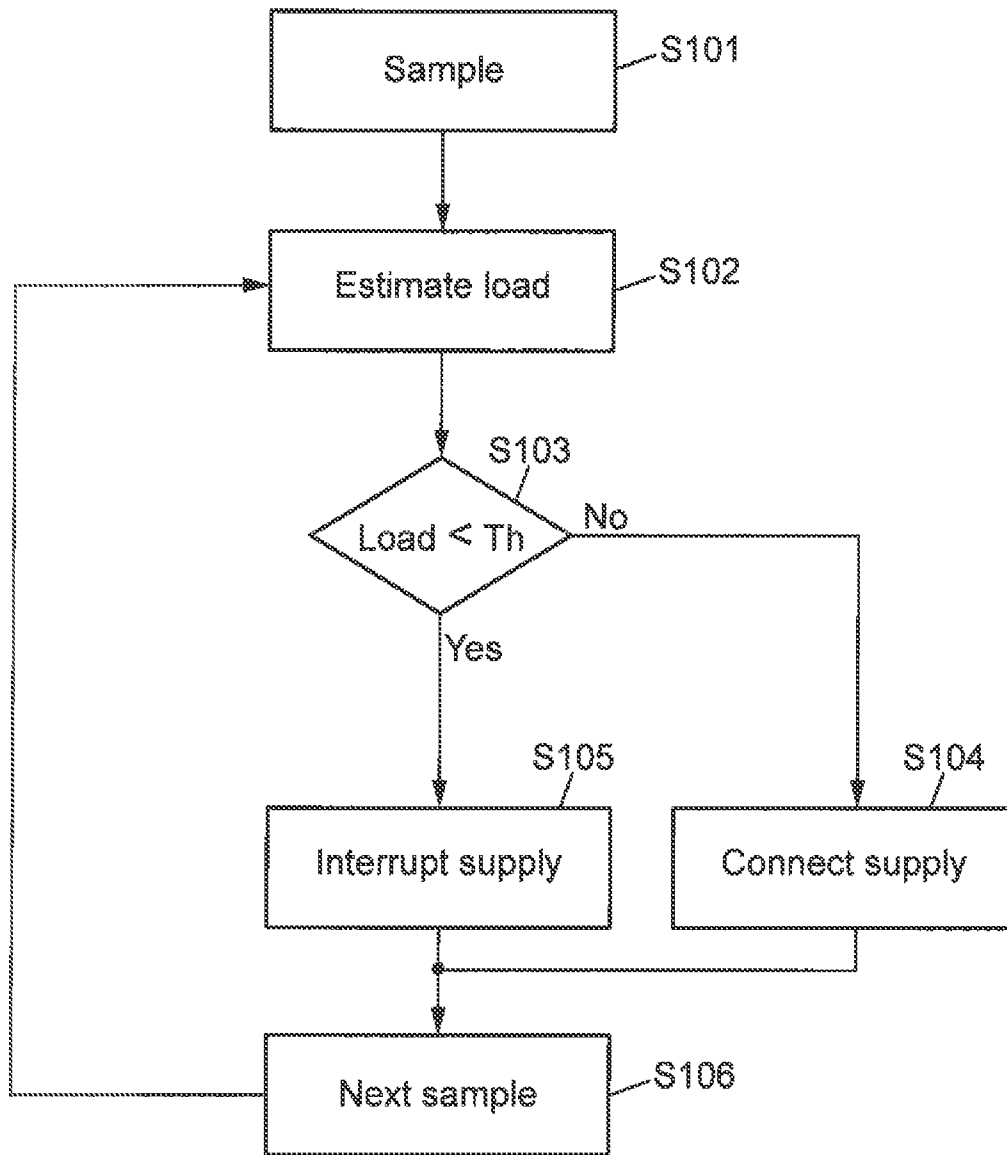 Sample
S101
Estimate load
S102
S103
Load < Th
No
Yes
S105
S104
Interrupt supply
Connect supply
Next sample
S106